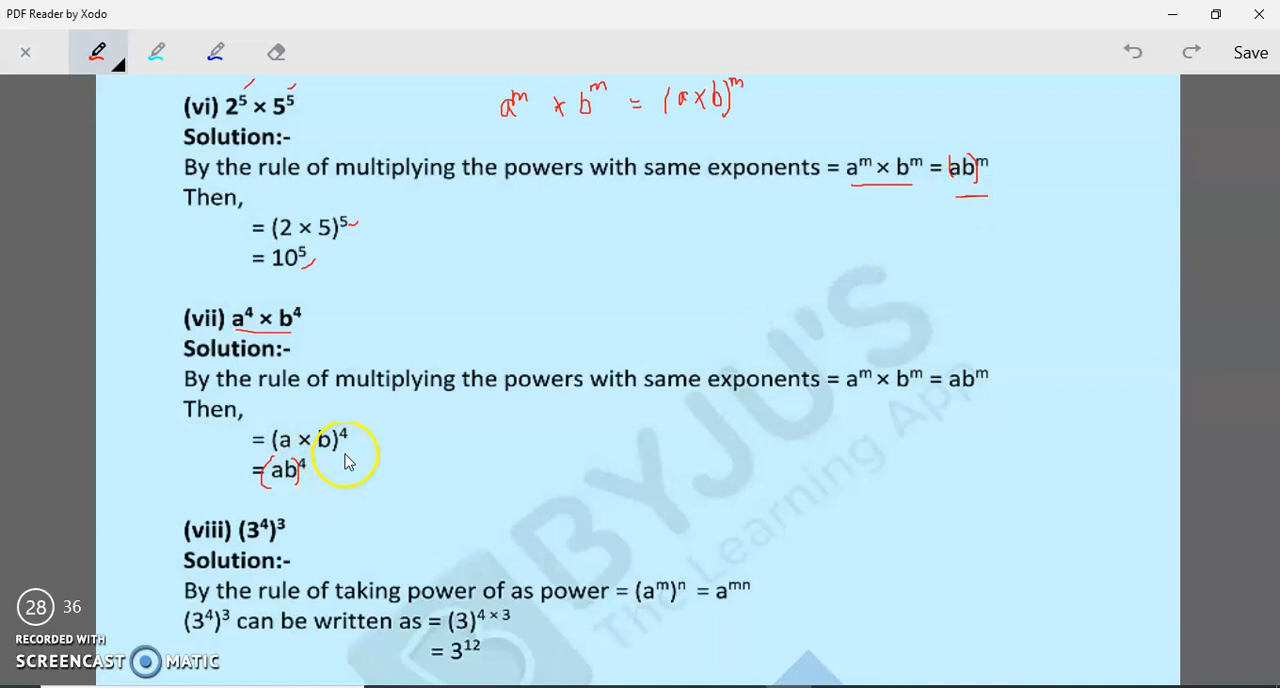 PDF Reader by Xodo
Save
(vi) 2⁵ × 5⁵
aᵐ × bᵐ = (a×b)ᵐ
Solution:-
By the rule of multiplying the powers with same exponents = aᵐ × bᵐ = (ab)ᵐ
Then,
= (2 × 5)⁵
= 10⁵
(vii) a⁴ × b⁴
Solution:-
By the rule of multiplying the powers with same exponents = aᵐ × bᵐ = abᵐ
Then,
= (a × b)⁴
= (ab)⁴
(viii) (3⁴)³
Solution:-
By the rule of taking power of as power = (aᵐ)ⁿ = aᵐⁿ
(3⁴)³ can be written as = (3)⁴ ˣ ³
= 3¹²
28 36
RECORDED WITH
SCREENCAST MATIC
BYJU'S
The Learning App